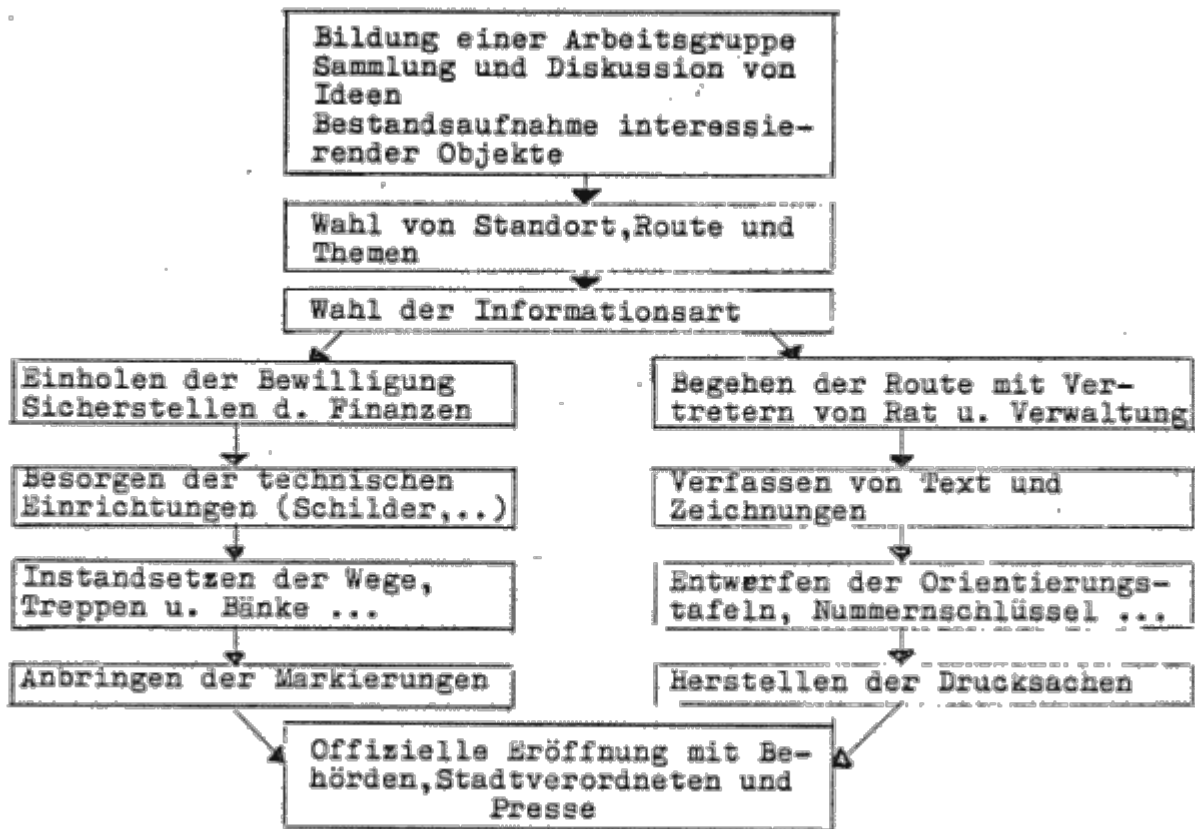 Bildung einer Arbeitsgruppe
Sammlung und Diskussion von
Ideen
Bestandsaufnahme interessie-
render Objekte
Wahl von Standort,Route und
Themen
Wahl der Informationsart
Einholen der Bewilligung
Sicherstellen d. Finanzen
Besorgen der technischen
Einrichtungen (Schilder,..)
Instandsetzen der Wege,
Treppen u. Bänke ...
Anbringen der Markierungen
Begehen der Route mit Ver-
tretern von Rat u. Verwaltung
Verfassen von Text und
Zeichnungen
Entwerfen der Orientierungs-
tafeln, Nummernschlüssel ...
Herstellen der Drucksachen
Offizielle Eröffnung mit Be-
hörden,Stadtverordneten und
Presse